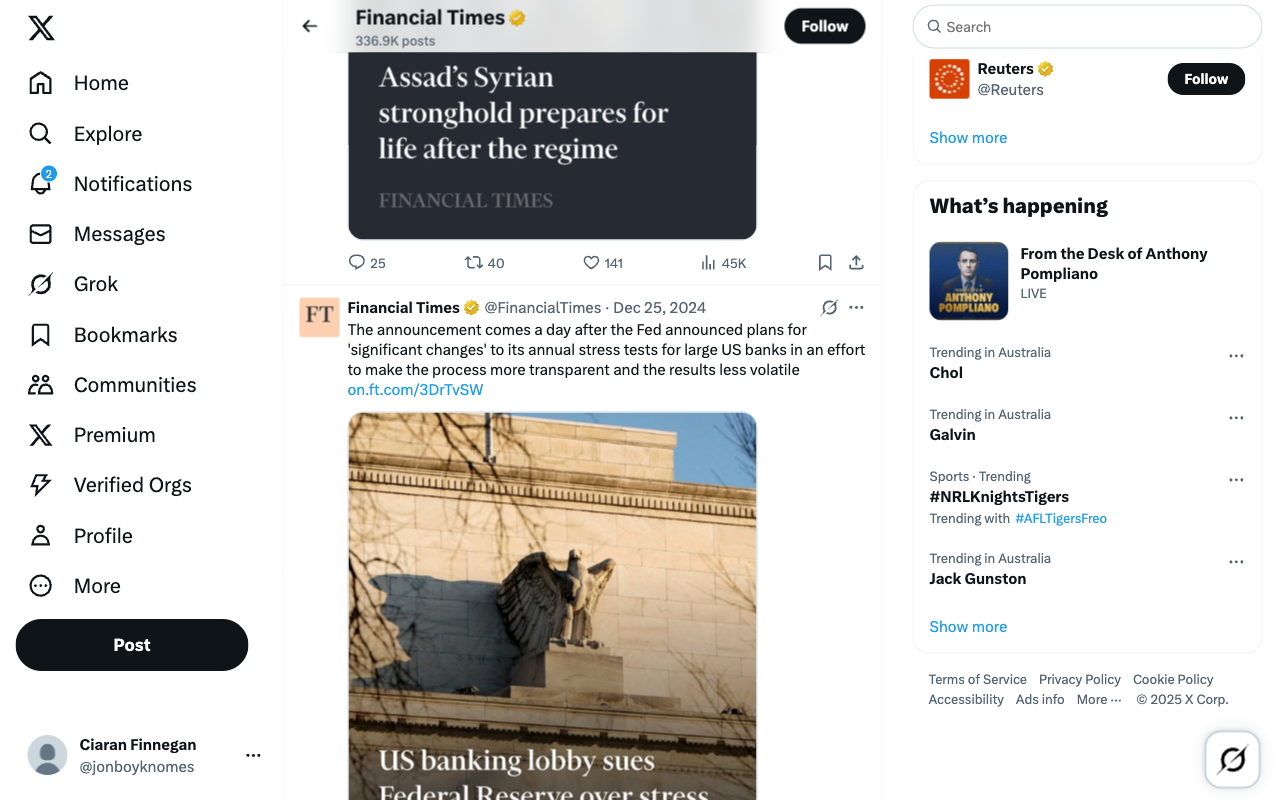 Home
Explore
2
Notifications
Messages
Grok
Bookmarks
Communities
Premium
Verified Orgs
Profile
More
Post
Ciaran Finnegan
@jonboyknomes
Financial Times
336.9K posts
Follow
Assad's Syrian
stronghold prepares for
life after the regime
FINANCIAL TIMES
25
40
141
45K
FT
Financial Times @FinancialTimes · Dec 25, 2024
The announcement comes a day after the Fed announced plans for
'significant changes' to its annual stress tests for large US banks in an effort
to make the process more transparent and the results less volatile
on.ft.com/3DrTvSW
US banking lobby sues
Federal Reserve over stress
Search
Reuters
@Reuters
Follow
Show more
What's happening
ANTHONY
POMPLIANO
From the Desk of Anthony
Pompliano
LIVE
Trending in Australia
Chol
Trending in Australia
Galvin
Sports · Trending
#NRLKnightsTigers
Trending with #AFLTigersFreo
Trending in Australia
Jack Gunston
Show more
Terms of Service Privacy Policy Cookie Policy
Accessibility Ads info More ··· © 2025 X Corp.